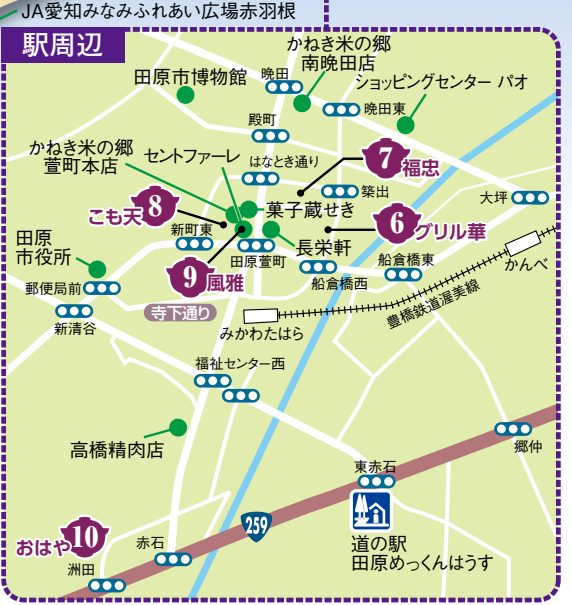 JA愛知みなみふれあい広場赤羽根
駅周辺
かねき米の郷
南晩田店
田原市博物館
晩田
ショッピングセンター パオ
晩田東
殿町
かねき米の郷
萱町本店
セントファーレ
はなとき通り
7
福忠
築出
大坪
8
こも天
菓子蔵せき
6
グリル華
新町東
長栄軒
田原
市役所
田原萱町
船倉橋東
かんべ
9
風雅
船倉橋西
郵便局前
寺下通り
豊橋鉄道渥美線
新清谷
みかわたはら
福祉センター西
高橋精肉店
郷仲
東赤石
259
10
おはや
赤石
道の駅
田原めっくんはうす
洲田